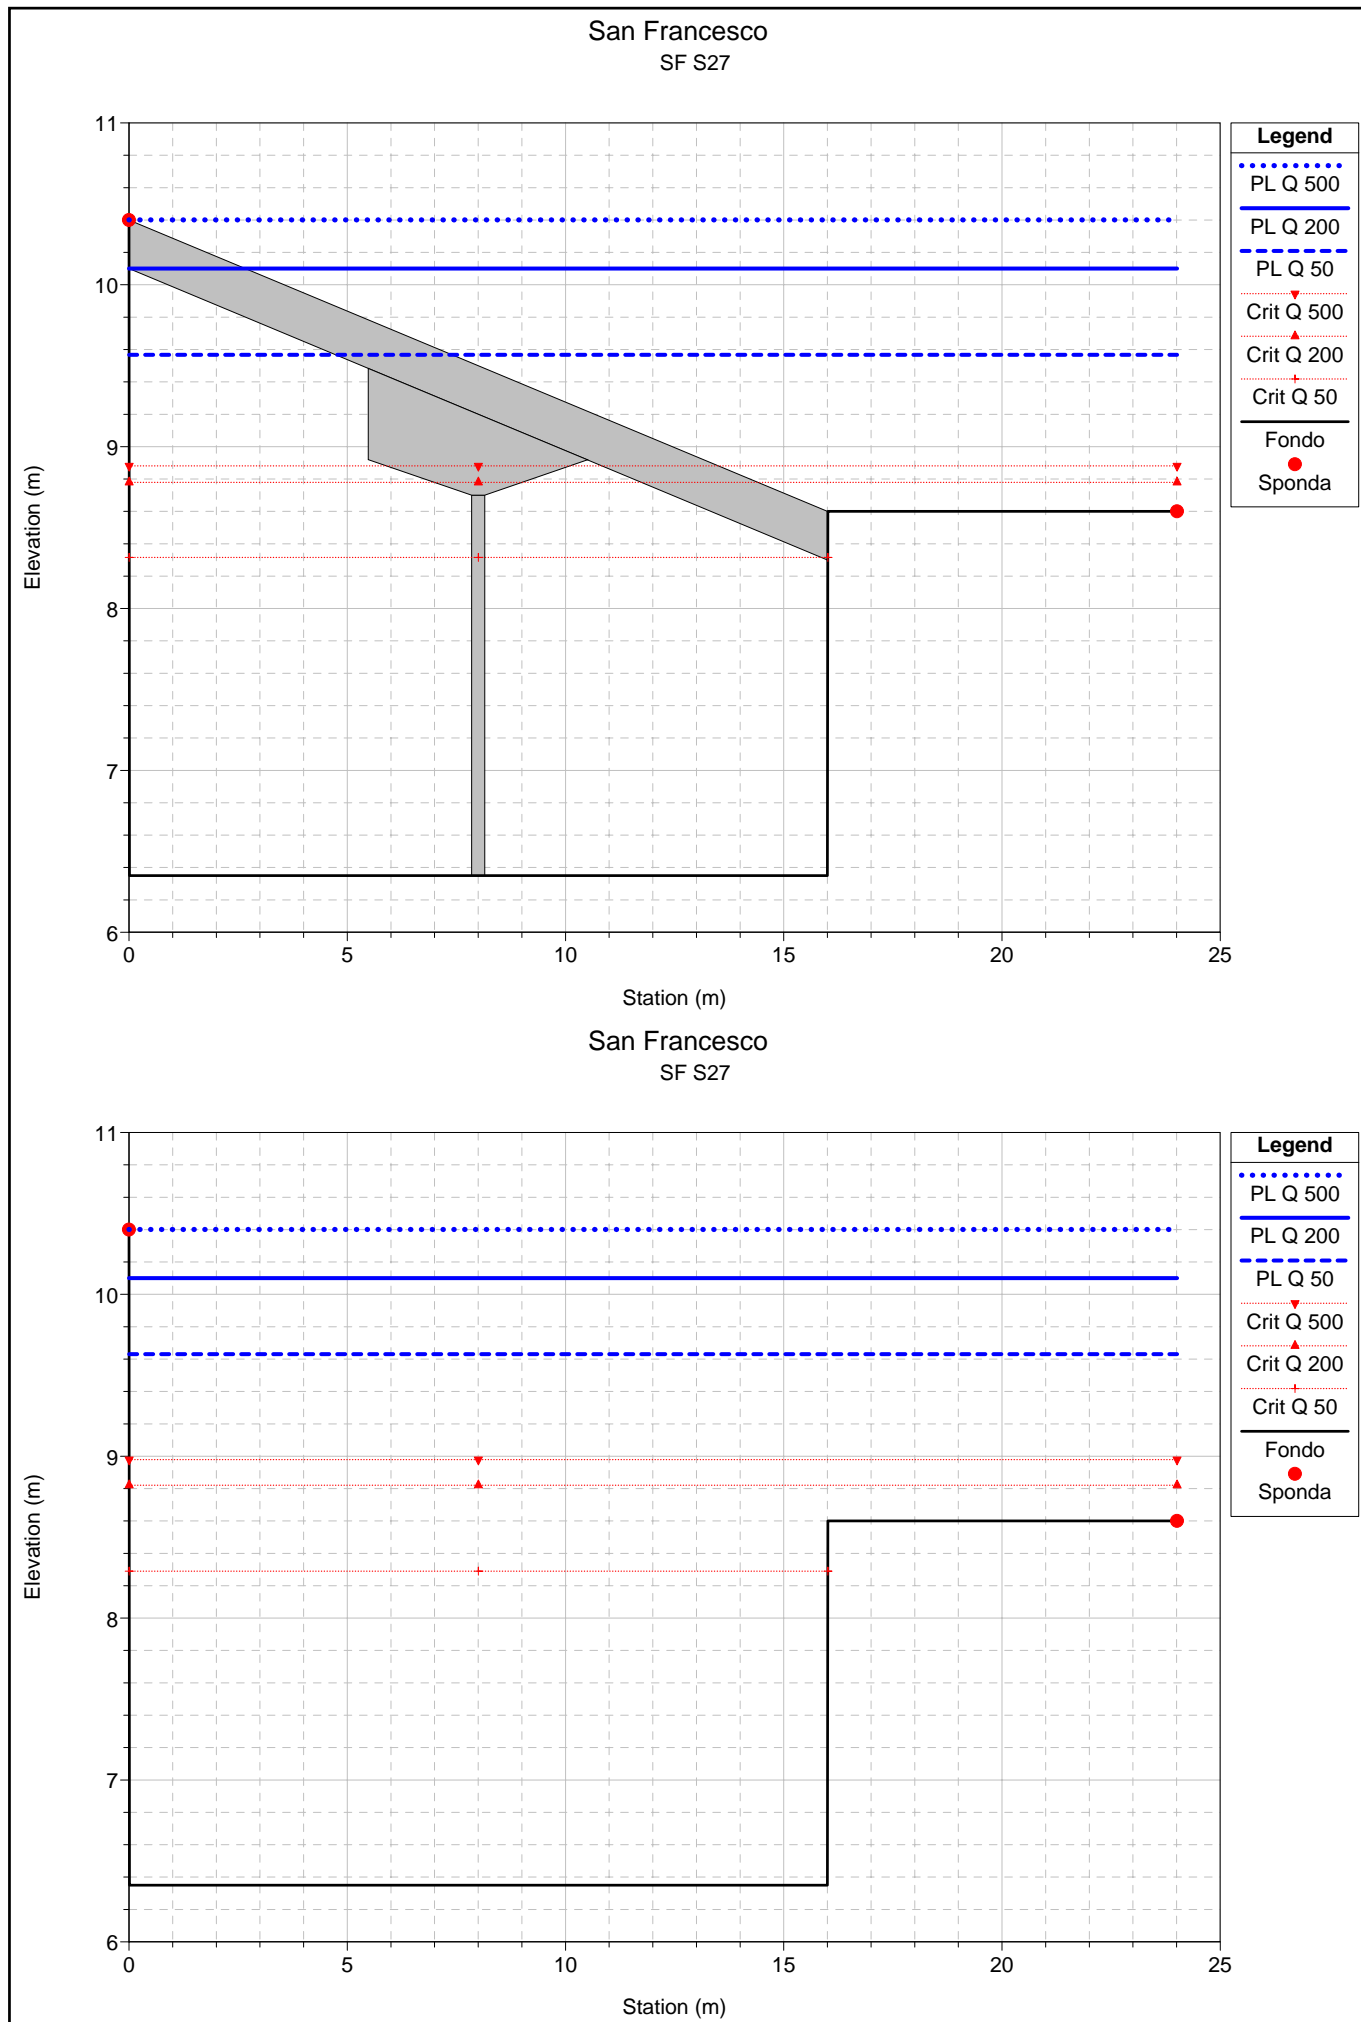 San Francesco
SF S27
11
10
9
8
7
6
Elevation (m)
0 5 10 15 20 25
Station (m)
Legend
PL Q 500
PL Q 200
PL Q 50
Crit Q 500
Crit Q 200
Crit Q 50
Fondo
Sponda
San Francesco
SF S27
11
10
9
8
7
6
Elevation (m)
0 5 10 15 20 25
Station (m)
Legend
PL Q 500
PL Q 200
PL Q 50
Crit Q 500
Crit Q 200
Crit Q 50
Fondo
Sponda